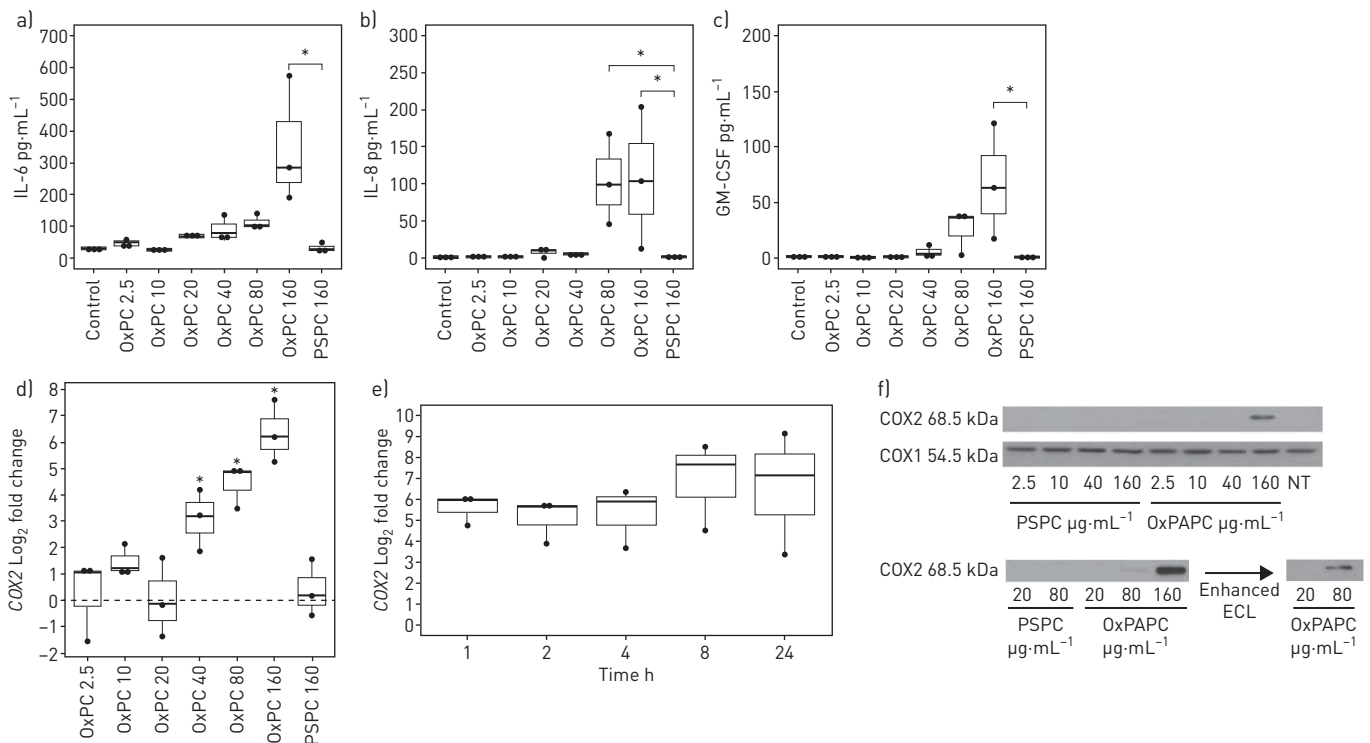 a)
IL-6 pg·mL⁻¹
700
600
500
400
300
200
100
0
*
Control
OxPC 2.5
OxPC 10
OxPC 20
OxPC 40
OxPC 80
OxPC 160
PSPC 160
b)
IL-8 pg·mL⁻¹
300
250
200
150
100
50
0
*
*
Control
OxPC 2.5
OxPC 10
OxPC 20
OxPC 40
OxPC 80
OxPC 160
PSPC 160
c)
GM-CSF pg·mL⁻¹
200
150
100
50
0
*
Control
OxPC 2.5
OxPC 10
OxPC 20
OxPC 40
OxPC 80
OxPC 160
PSPC 160
d)
COX2 Log₂ fold change
8
7
6
5
4
3
2
1
0
−1
−2
* * *
OxPC 2.5
OxPC 10
OxPC 20
OxPC 40
OxPC 80
OxPC 160
PSPC 160
e)
COX2 Log₂ fold change
10
9
8
7
6
5
4
3
2
1
0
1 2 4 8 24
Time h
f)
COX2 68.5 kDa
COX1 54.5 kDa
2.5 10 40 160 2.5 10 40 160 NT
PSPC µg·mL⁻¹ OxPAPC µg·mL⁻¹
COX2 68.5 kDa
20 80 20 80 160
PSPC
µg·mL⁻¹
OxPAPC
µg·mL⁻¹
Enhanced
ECL
20 80
OxPAPC
µg·mL⁻¹